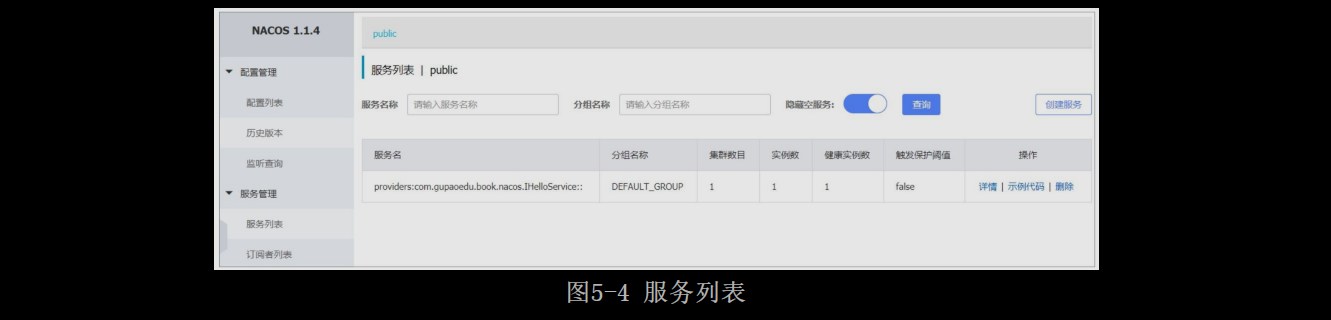 NACOS 1.1.4
public
配置管理
服务列表 | public
配置列表
服务名称 请输入服务名称 分组名称 请输入分组名称 隐藏空服务: 查询 创建服务
历史版本
监听查询
服务名 分组名称 集群数目 实例数 健康实例数 触发保护阈值 操作
服务管理
providers:com.gupaoedu.book.nacos.IHelloService:: DEFAULT_GROUP 1 1 1 false 详情 | 示例代码 | 删除
服务列表
订阅者列表
图5-4 服务列表